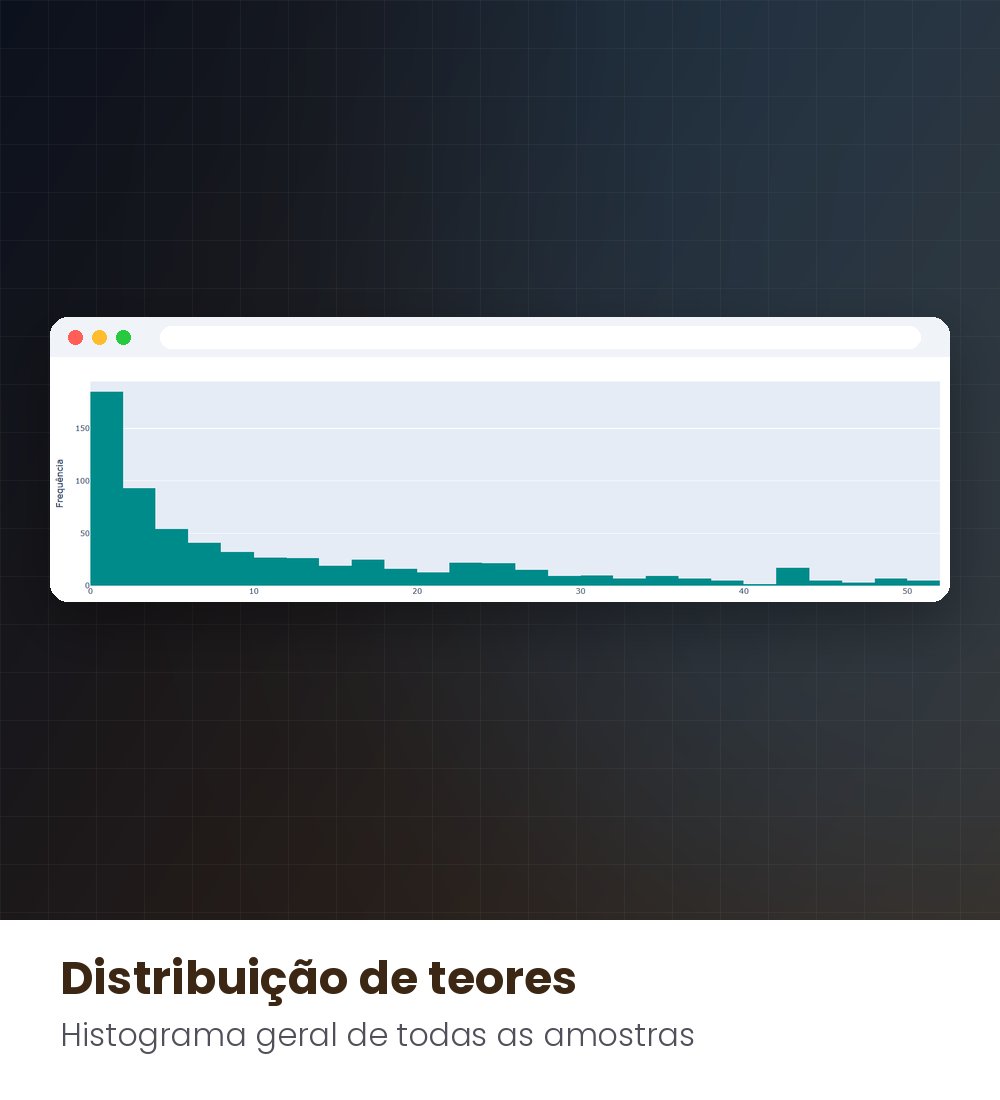 Frequência
150
100
50
0
0 10 20 30 40 50
Distribuição de teores
Histograma geral de todas as amostras